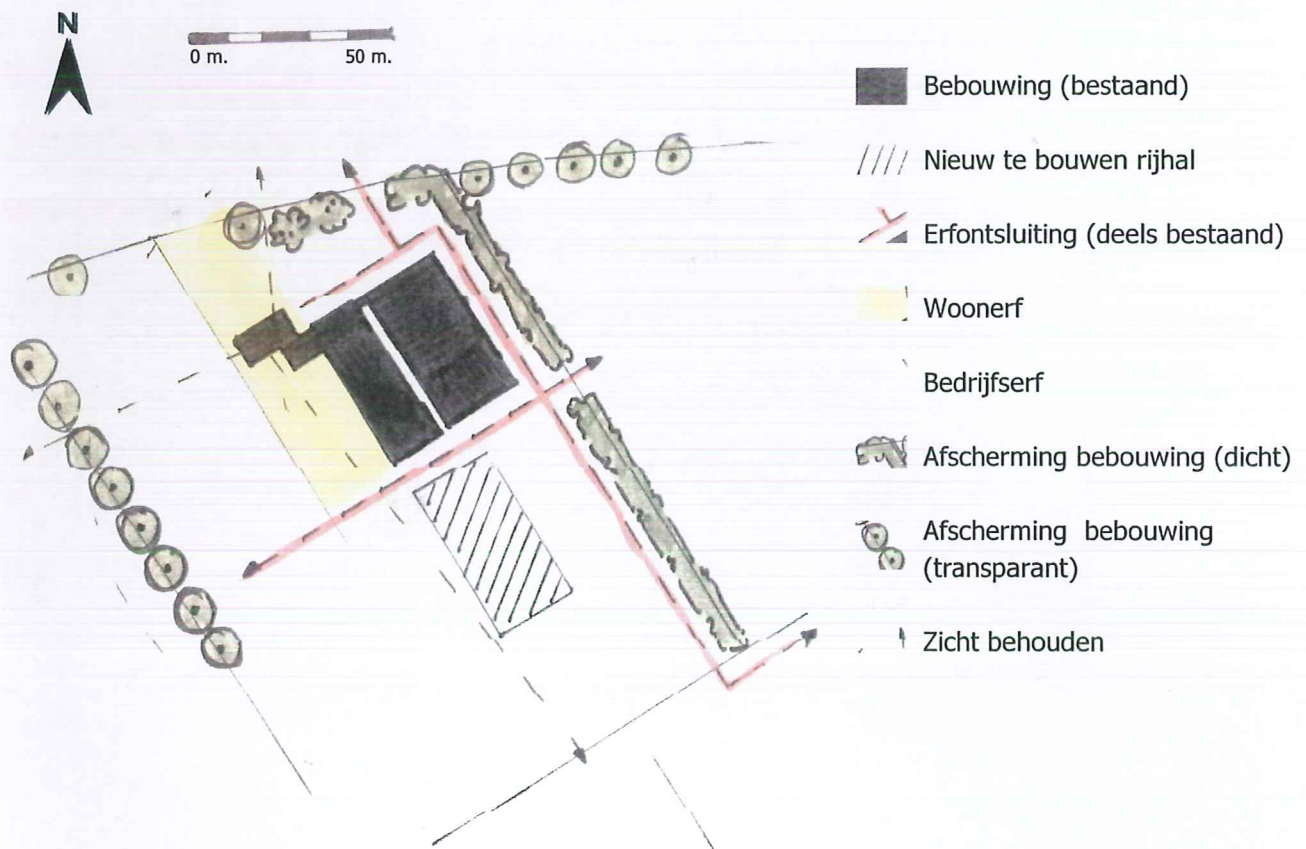 N
0 m. 50 m.
Bebouwing (bestaand)
Nieuw te bouwen rijhal
Erfontsluiting (deels bestaand)
Woonerf
Bedrijfserf
Afscherming bebouwing (dicht)
Afscherming bebouwing
(transparant)
Zicht behouden